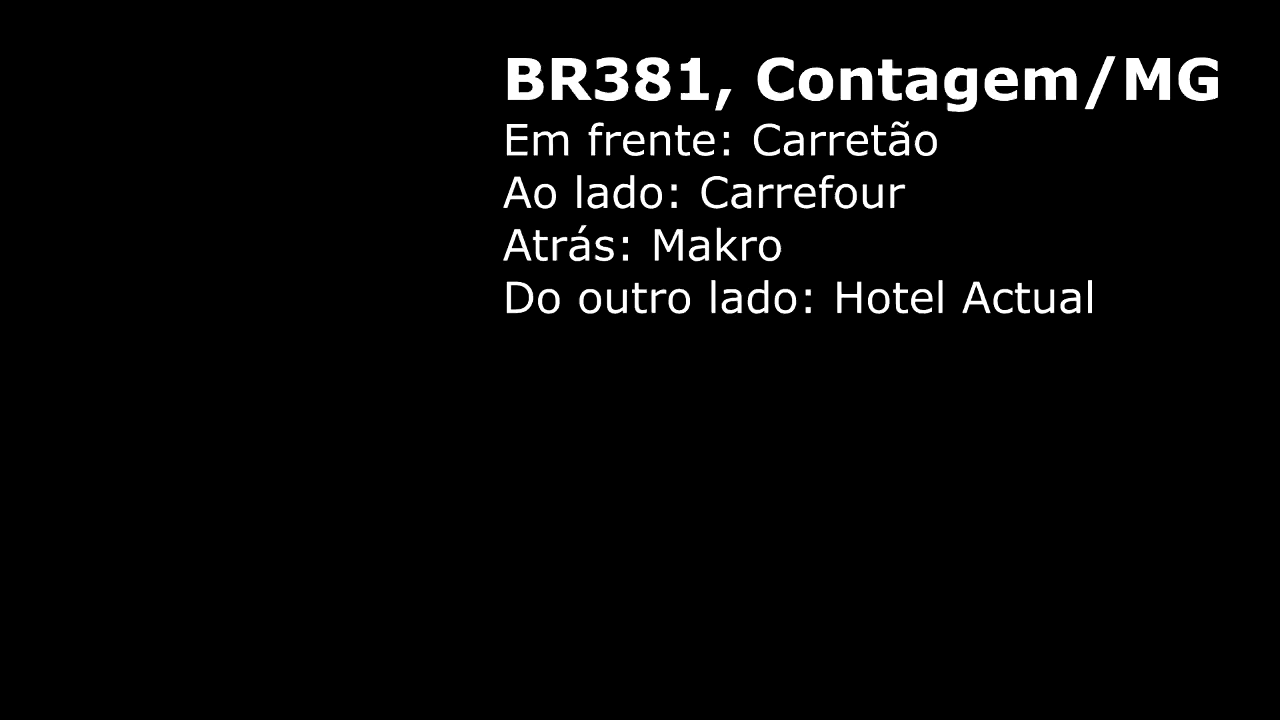 BR381, Contagem/MG
Em frente: Carretão
Ao lado: Carrefour
Atrás: Makro
Do outro lado: Hotel Actual